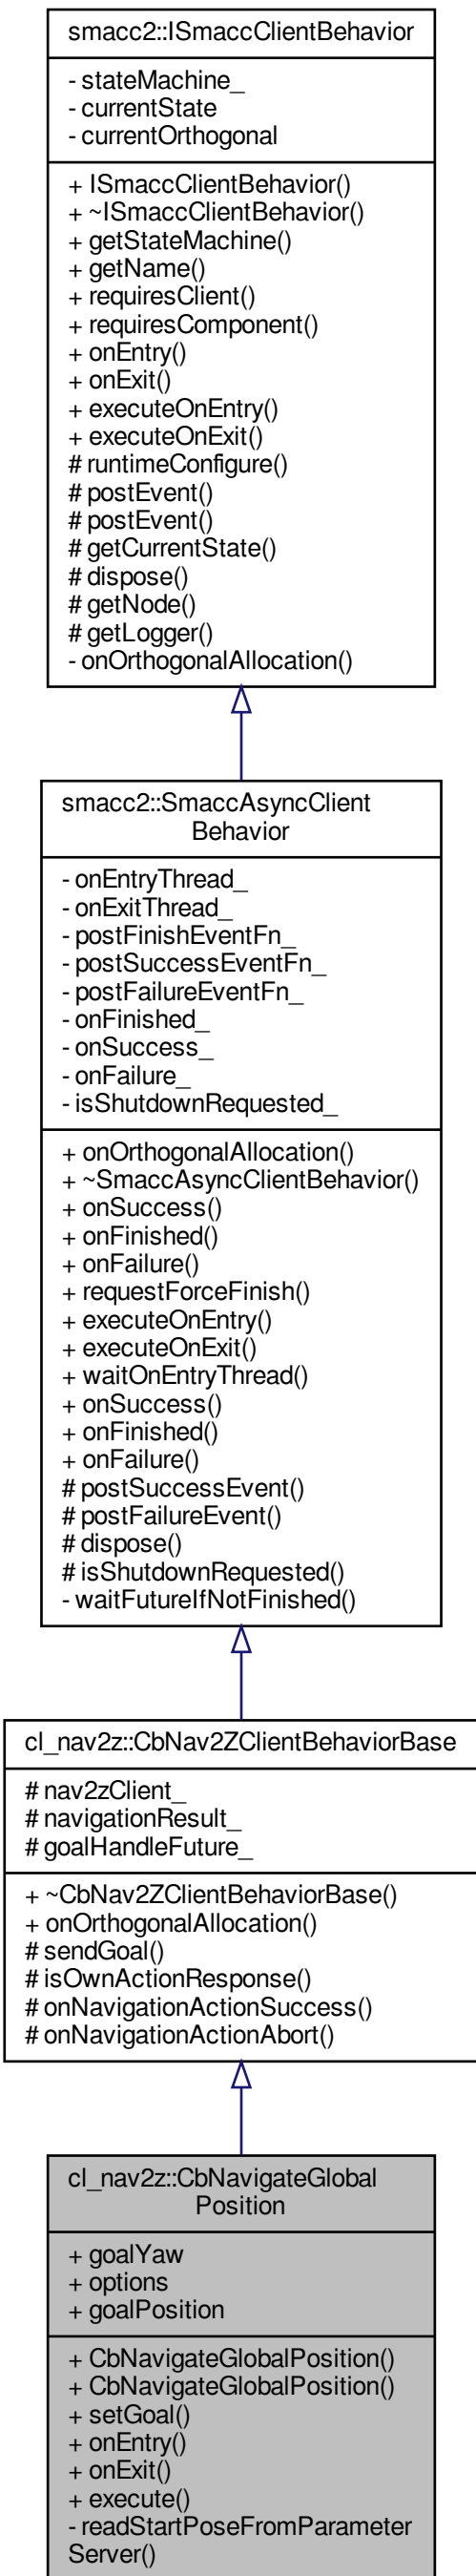 smacc2::ISmaccClientBehavior
- stateMachine_
- currentState
- currentOrthogonal
+ ISmaccClientBehavior()
+ ~ISmaccClientBehavior()
+ getStateMachine()
+ getName()
+ requiresClient()
+ requiresComponent()
+ onEntry()
+ onExit()
+ executeOnEntry()
+ executeOnExit()
# runtimeConfigure()
# postEvent()
# postEvent()
# getCurrentState()
# dispose()
# getNode()
# getLogger()
- onOrthogonalAllocation()
smacc2::SmaccAsyncClient
Behavior
- onEntryThread_
- onExitThread_
- postFinishEventFn_
- postSuccessEventFn_
- postFailureEventFn_
- onFinished_
- onSuccess_
- onFailure_
- isShutdownRequested_
+ onOrthogonalAllocation()
+ ~SmaccAsyncClientBehavior()
+ onSuccess()
+ onFinished()
+ onFailure()
+ requestForceFinish()
+ executeOnEntry()
+ executeOnExit()
+ waitOnEntryThread()
+ onSuccess()
+ onFinished()
+ onFailure()
# postSuccessEvent()
# postFailureEvent()
# dispose()
# isShutdownRequested()
- waitFutureIfNotFinished()
cl_nav2z::CbNav2ZClientBehaviorBase
# nav2zClient_
# navigationResult_
# goalHandleFuture_
+ ~CbNav2ZClientBehaviorBase()
+ onOrthogonalAllocation()
# sendGoal()
# isOwnActionResponse()
# onNavigationActionSuccess()
# onNavigationActionAbort()
cl_nav2z::CbNavigateGlobal
Position
+ goalYaw
+ options
+ goalPosition
+ CbNavigateGlobalPosition()
+ CbNavigateGlobalPosition()
+ setGoal()
+ onEntry()
+ onExit()
+ execute()
- readStartPoseFromParameter
Server()